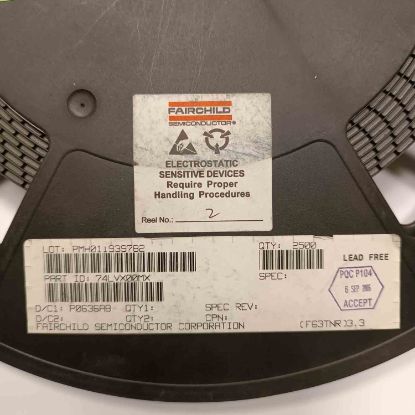 FAIRCHILD
SEMICONDUCTOR®
ELECTROSTATIC
SENSITIVE DEVICES
Require Proper
Handling Procedures
Reel No.: 2
LOT: PMH011939782 QTY: 2500
LEAD FREE
PART ID: 74LVX00MX SPEC:
PQC P104
6 SEP 2006
ACCEPT
D/C1: P0636AB QTY1: SPEC REV:
D/C2: QTY2: CPN:
FAIRCHILD SEMICONDUCTOR CORPORATION (F63TNR)3.3